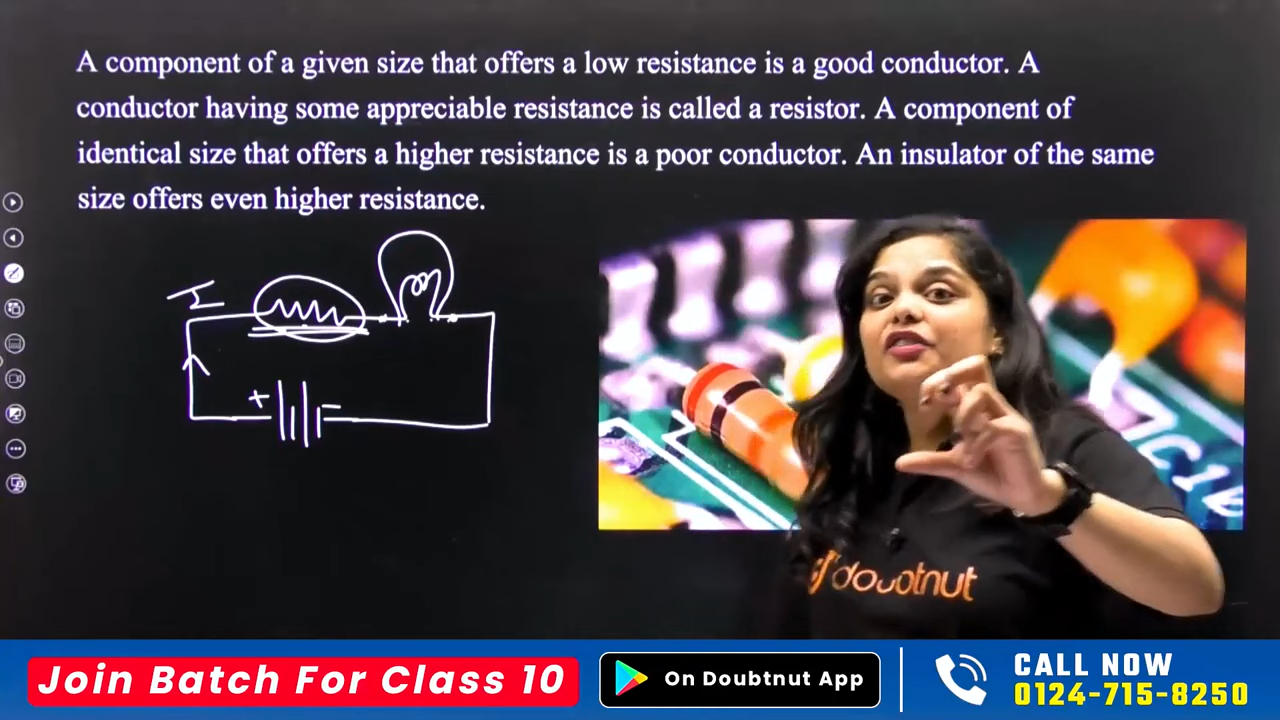 A component of a given size that offers a low resistance is a good conductor. A
conductor having some appreciable resistance is called a resistor. A component of
identical size that offers a higher resistance is a poor conductor. An insulator of the same
size offers even higher resistance.
I
+
-
doubtnut
Join Batch For Class 10
On Doubtnut App
CALL NOW
0124-715-8250